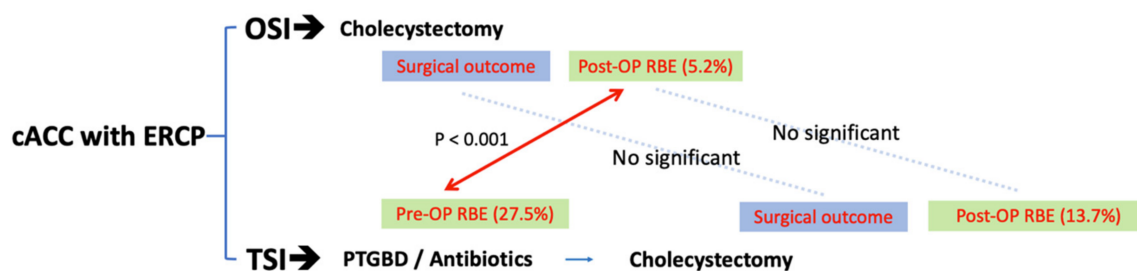 OSI Cholecystectomy
Surgical outcome Post-OP RBE (5.2%)
cACC with ERCP
P < 0.001
No significant
No significant
Pre-OP RBE (27.5%)
Surgical outcome Post-OP RBE (13.7%)
TSI PTGBD / Antibiotics Cholecystectomy